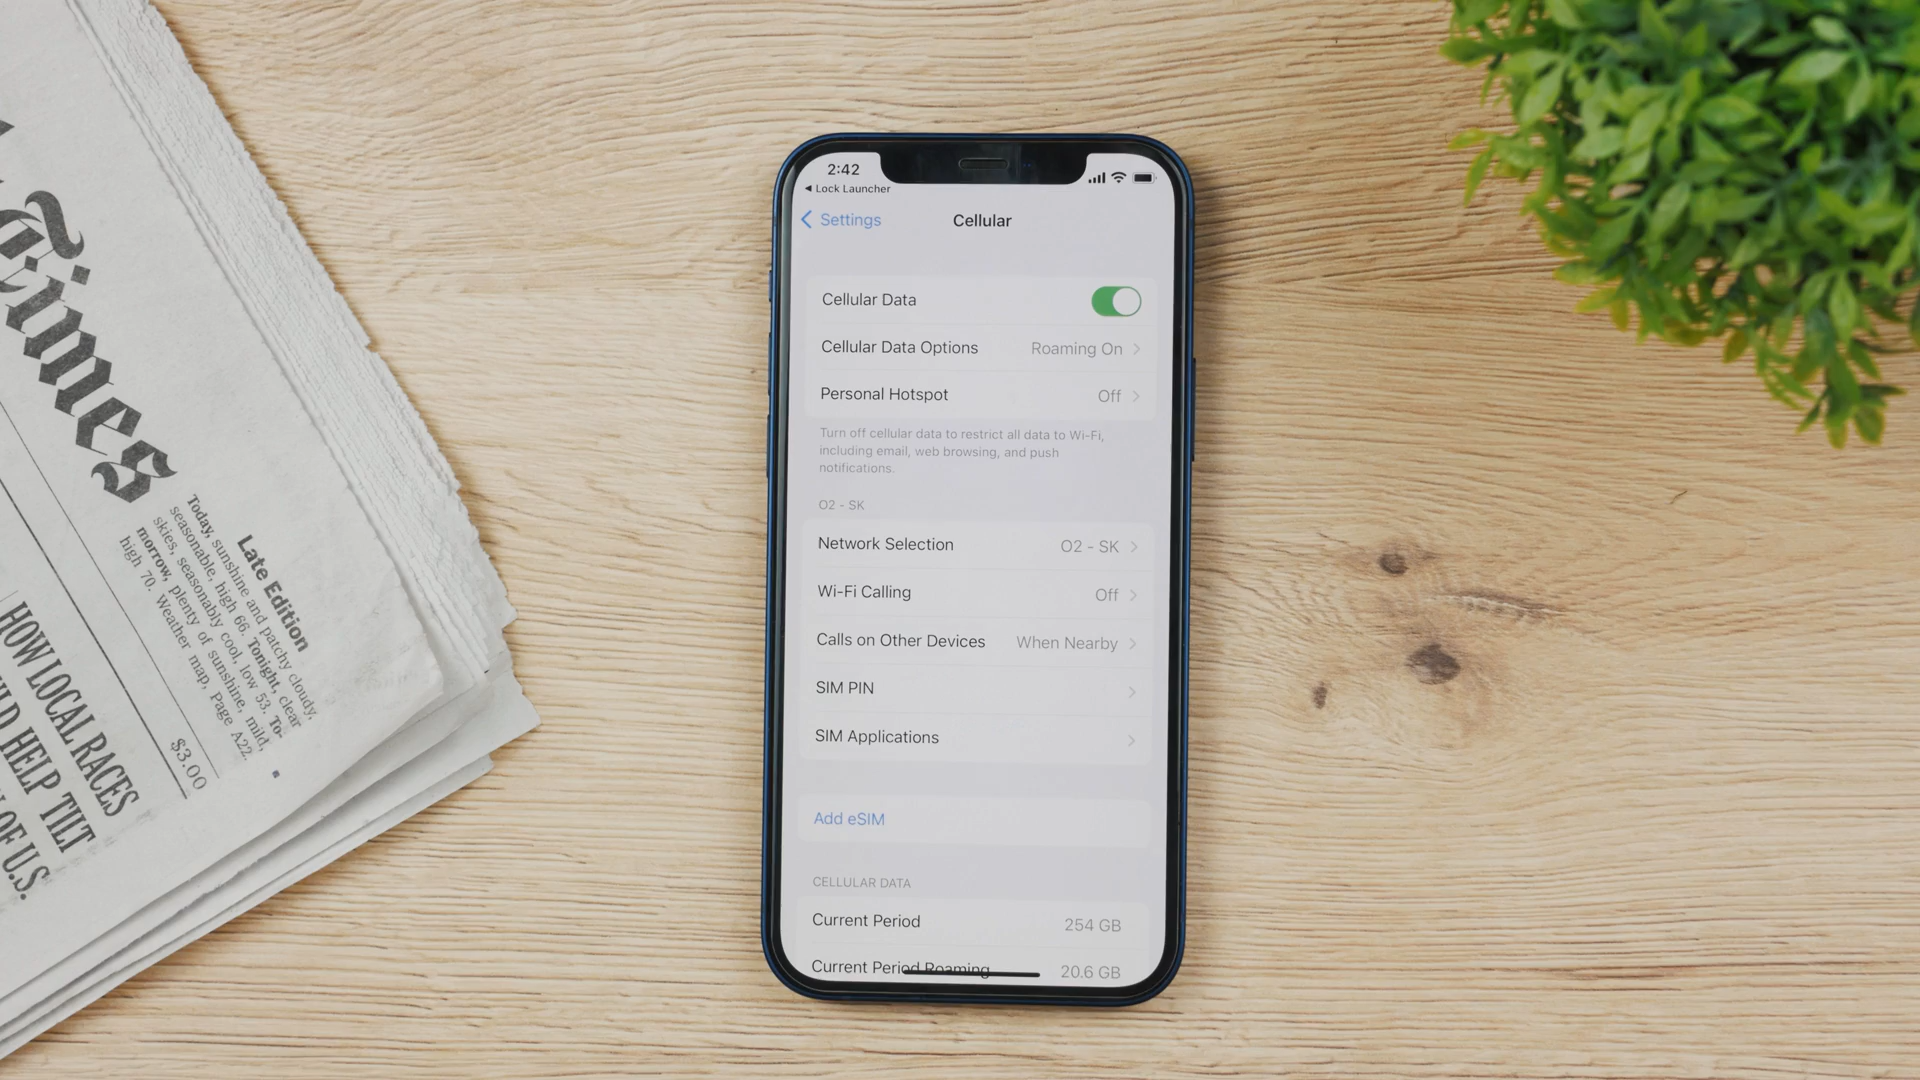 Times
Late Edition
Today, sunshine and patchy cloudy,
seasonable, high 66. Tonight, clear
skies, seasonably cool, low 53. To-
morrow, plenty of sunshine, mild,
high 70. Weather map, Page A22.
$3.00
HOW LOCAL RACES
HELP TILT
OF U.S.
2:42
◀ Lock Launcher
Settings
Cellular
Cellular Data
Cellular Data Options Roaming On
Personal Hotspot Off
Turn off cellular data to restrict all data to Wi-Fi,
including email, web browsing, and push
notifications.
O2 - SK
Network Selection O2 - SK
Wi-Fi Calling Off
Calls on Other Devices When Nearby
SIM PIN
SIM Applications
Add eSIM
CELLULAR DATA
Current Period 254 GB
Current Period Roaming 20.6 GB